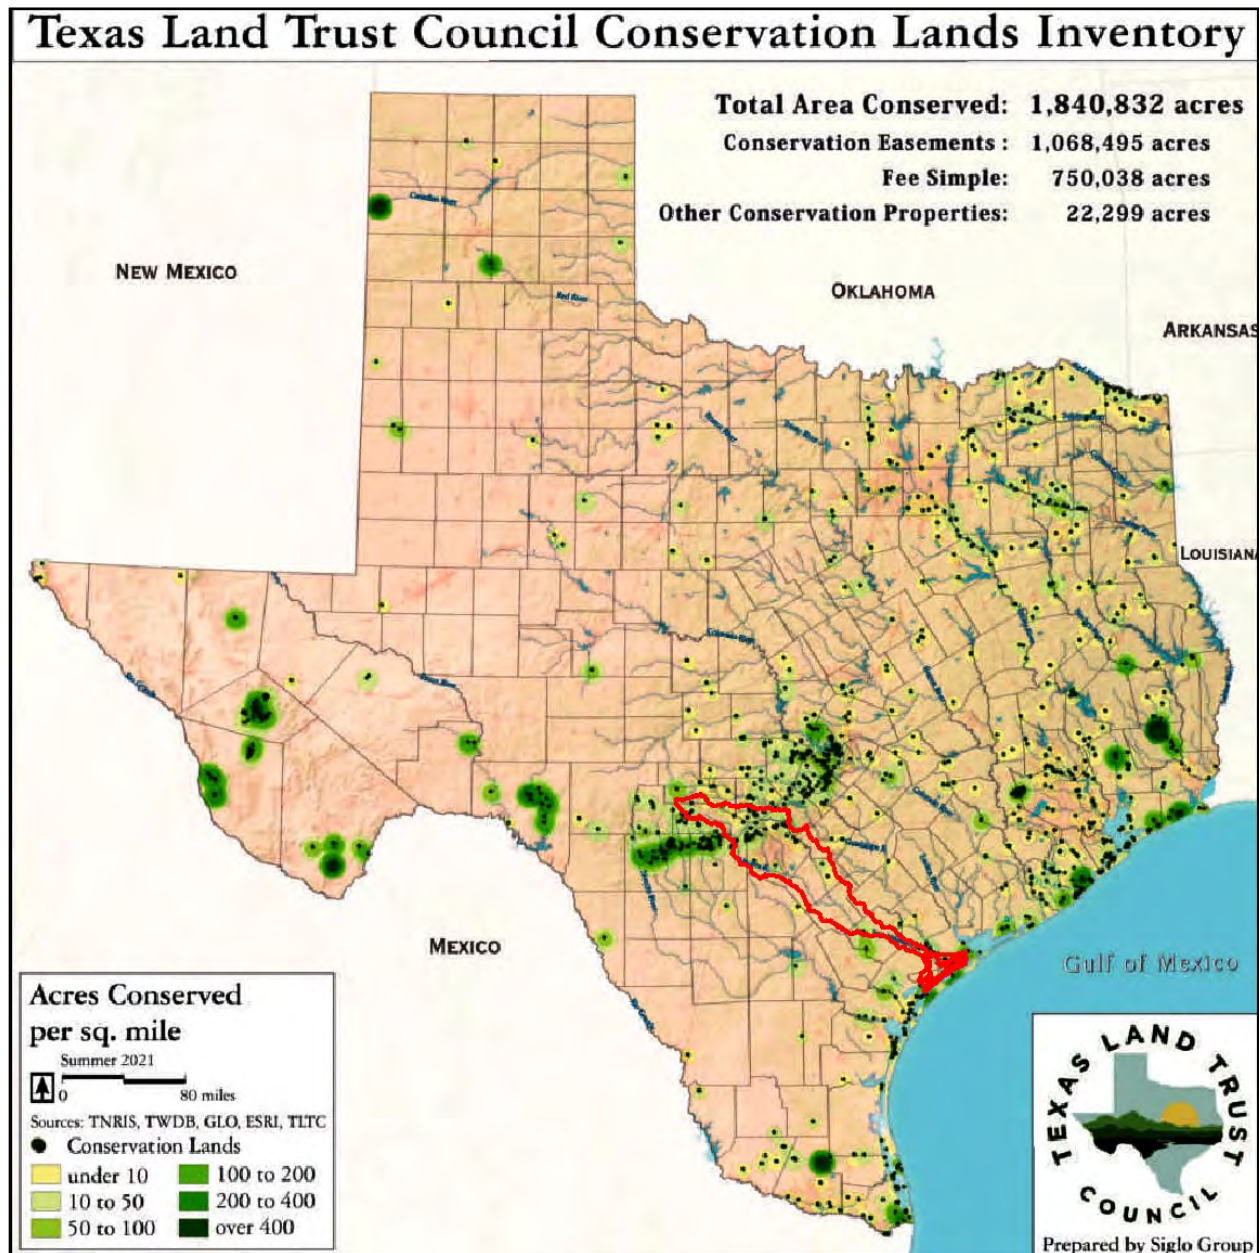 Texas Land Trust Council Conservation Lands Inventory
Total Area Conserved: 1,840,832 acres
Conservation Easements : 1,068,495 acres
Fee Simple: 750,038 acres
Other Conservation Properties: 22,299 acres
NEW MEXICO
OKLAHOMA
ARKANSAS
LOUISIANA
Canadian River
Red River
MEXICO
Gulf of Mexico
Acres Conserved
per sq. mile
Summer 2021
0 80 miles
Sources: TNRIS, TWDB, GLO, ESRI, TLTC
Conservation Lands
under 10 100 to 200
10 to 50 200 to 400
50 to 100 over 400
TEXAS LAND TRUST
COUNCIL
Prepared by Siglo Group